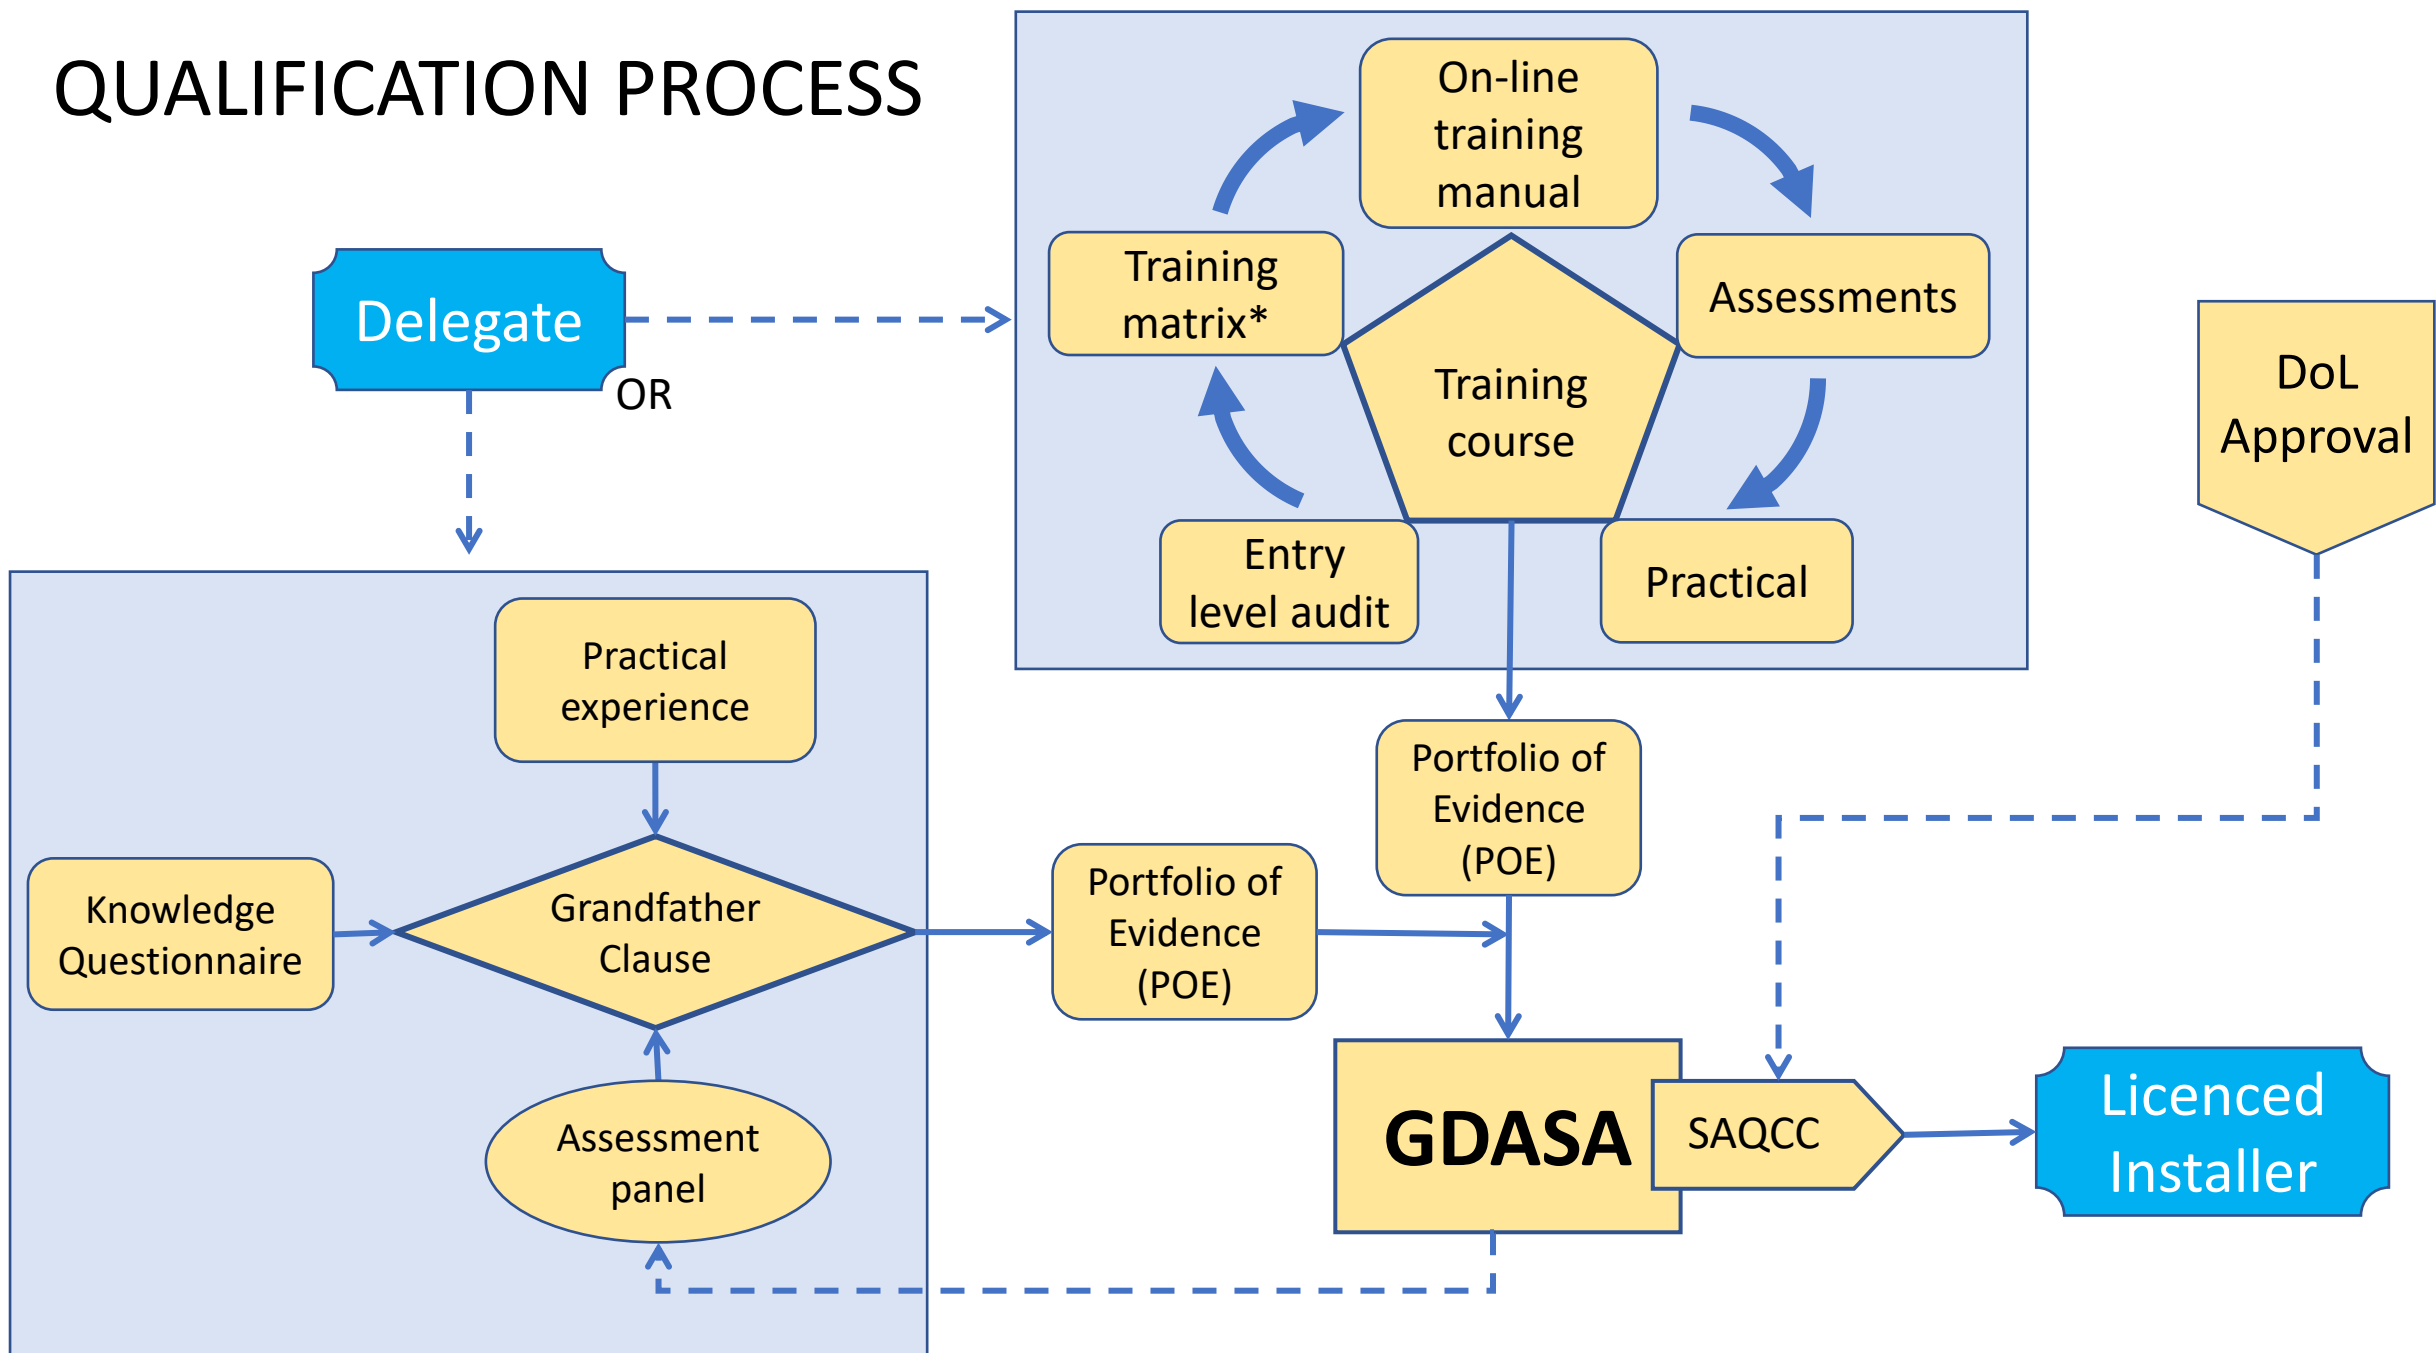 QUALIFICATION PROCESS
On-line
training
manual
Training
matrix*
Assessments
Delegate
OR
Training
course
DoL
Approval
Entry
level audit
Practical
Practical
experience
Portfolio of
Evidence
(POE)
Knowledge
Questionnaire
Grandfather
Clause
Portfolio of
Evidence
(POE)
Assessment
panel
GDASA
SAQCC
Licenced
Installer